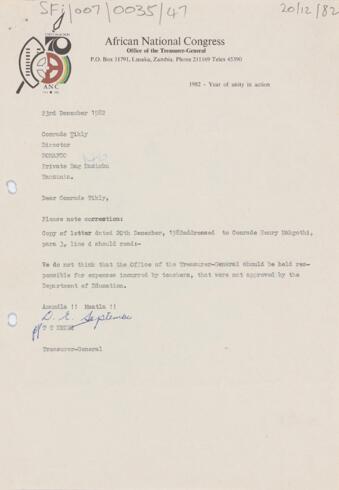 SFi/007/0035/47
20/12/82
African National Congress
Office of the Treasurer-General
P.O. Box 31791, Lusaka, Zambia. Phone 211169 Telex 45390
ANC
1982 - Year of unity in action
23rd December 1982
Comrade Tikly
Director
SOMAFCO
Private Bag
Tanzania.
Dear Comrade Tikly,
Please note correction:
Copy of letter dated 20th December, 1982addressed to Comrade Henry Makgothi,
para 3, line 4 should read:-
We do not think that the Office of the Treasurer-General should be held res-
ponsible for expenses incurred by teachers, that were not approved by the
Department of Education.
Amandla !! Maatla !!
D. E. September
T T NKOBI
Treasurer-General